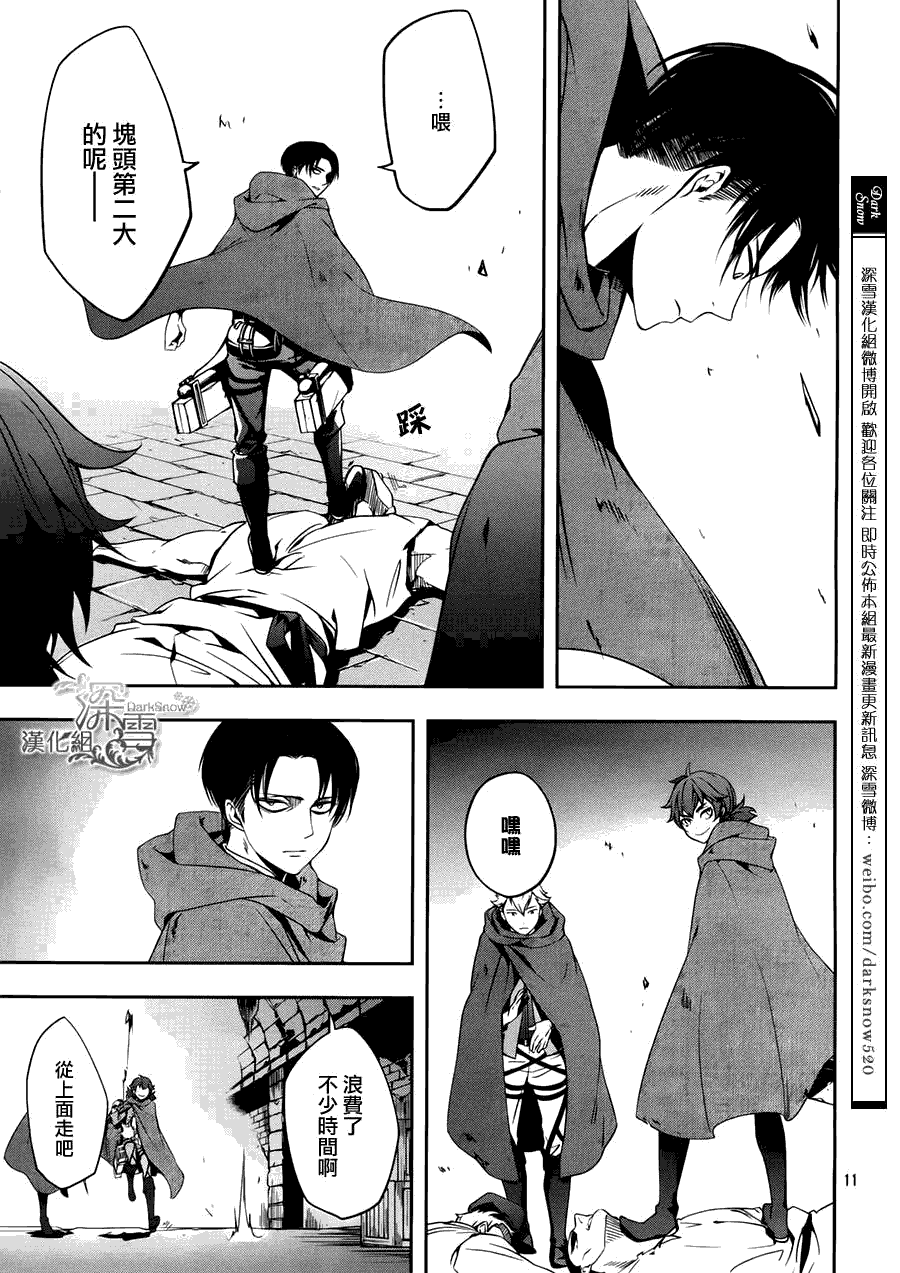 …喂
塊頭第二大
的呢——
踩
嘿
嘿
浪費了
不少時間啊
從上面走吧
深雪
DarkSnow
漢化組
Dark
Snow
深雪漢化組微博開啟 歡迎各位關注 即時公佈本組最新漫畫更新訊息 深雪微博：weibo.com/darksnow520
11